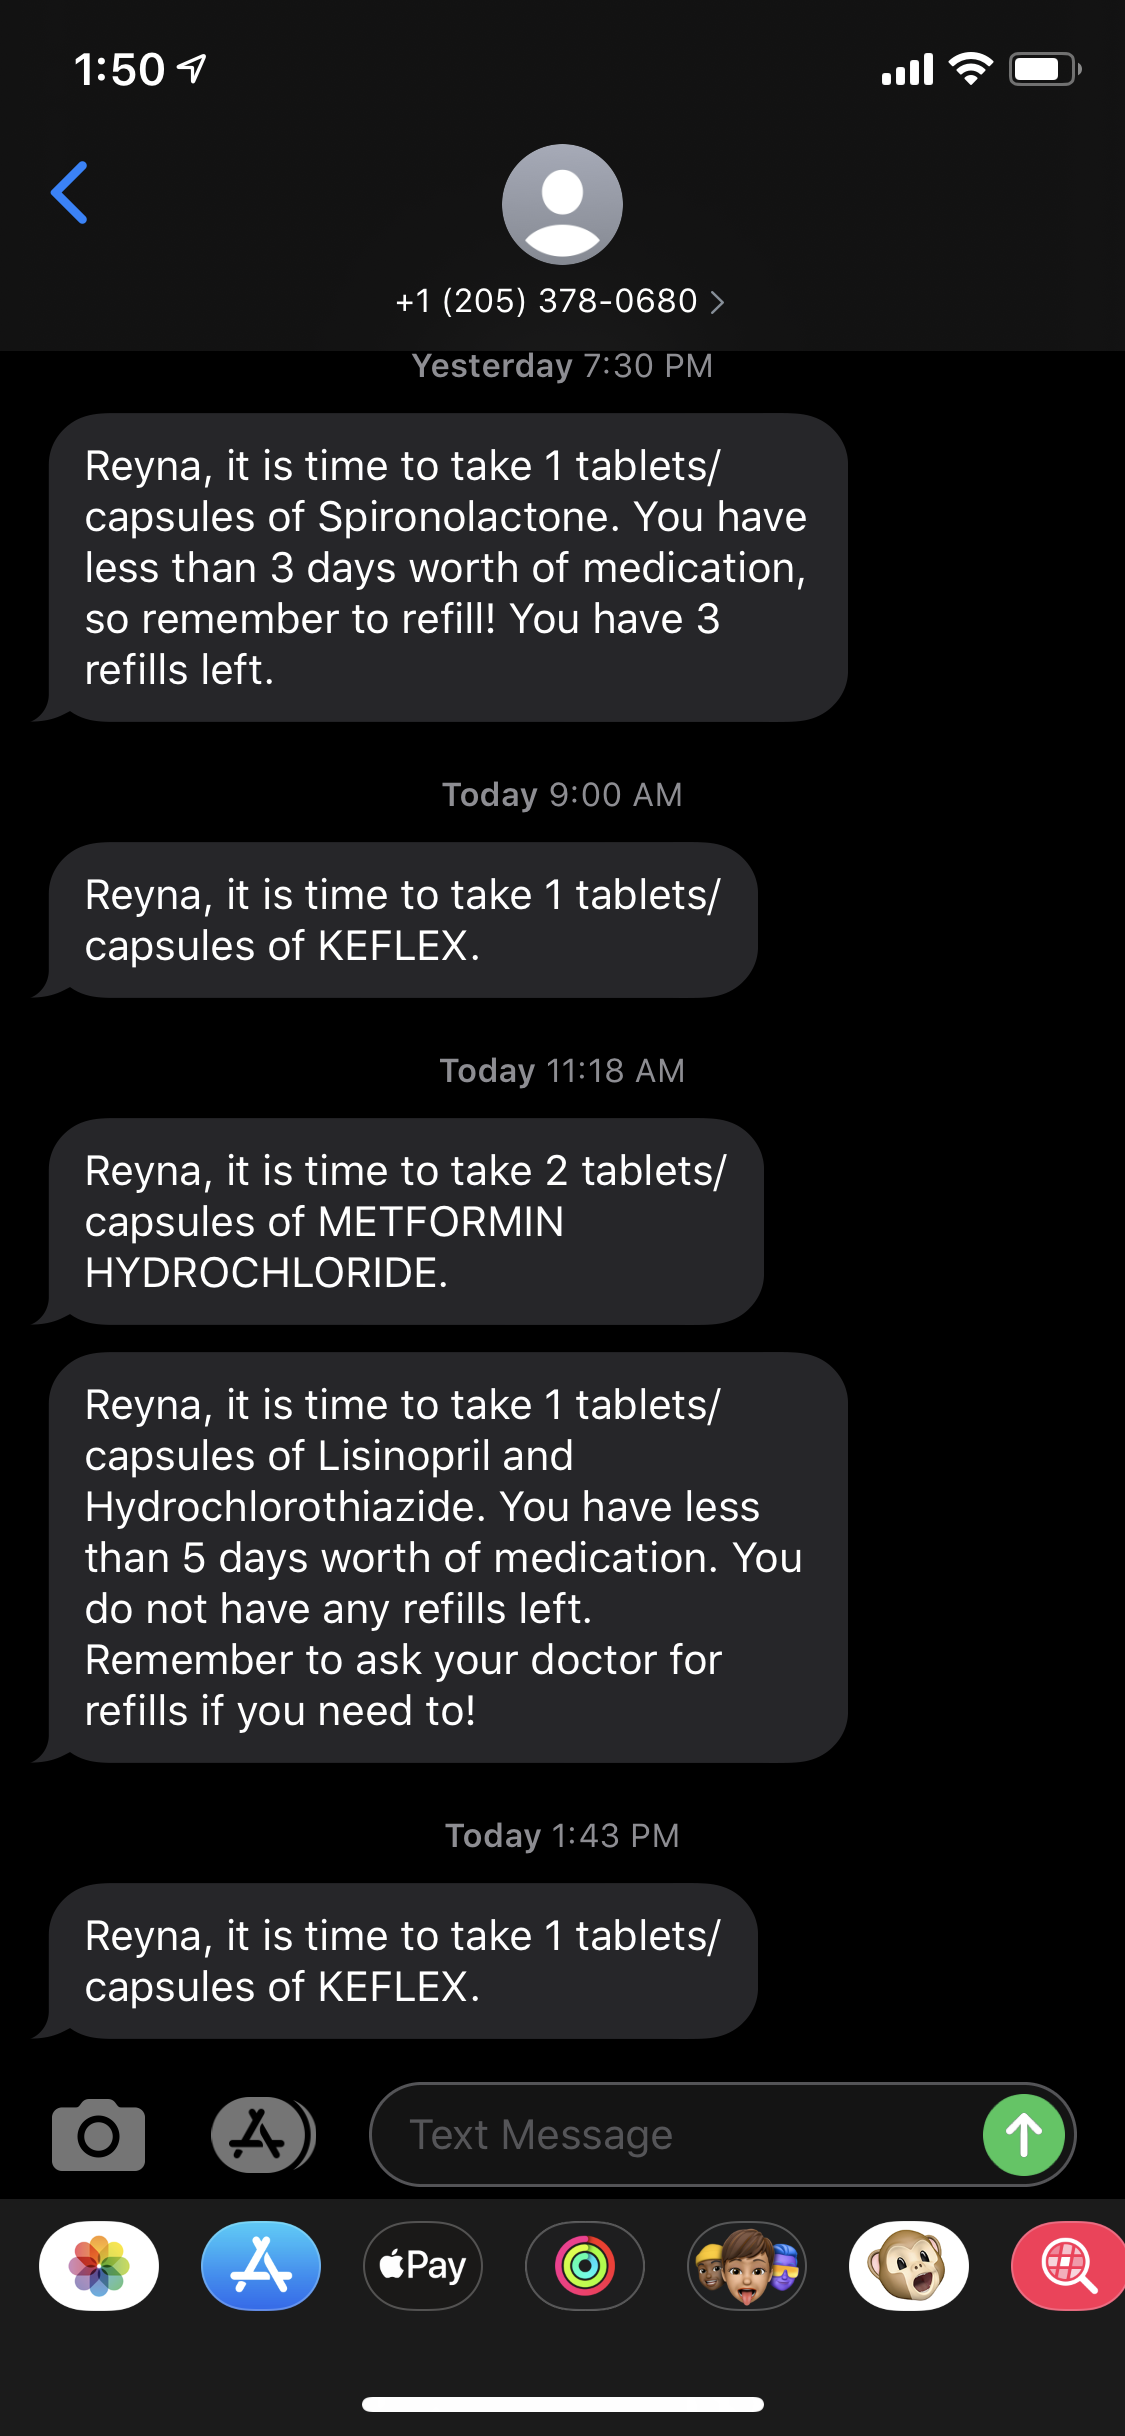 1:50
+1 (205) 378-0680
Yesterday 7:30 PM
Reyna, it is time to take 1 tablets/
capsules of Spironolactone. You have
less than 3 days worth of medication,
so remember to refill! You have 3
refills left.
Today 9:00 AM
Reyna, it is time to take 1 tablets/
capsules of KEFLEX.
Today 11:18 AM
Reyna, it is time to take 2 tablets/
capsules of METFORMIN
HYDROCHLORIDE.
Reyna, it is time to take 1 tablets/
capsules of Lisinopril and
Hydrochlorothiazide. You have less
than 5 days worth of medication. You
do not have any refills left.
Remember to ask your doctor for
refills if you need to!
Today 1:43 PM
Reyna, it is time to take 1 tablets/
capsules of KEFLEX.
Text Message
Pay